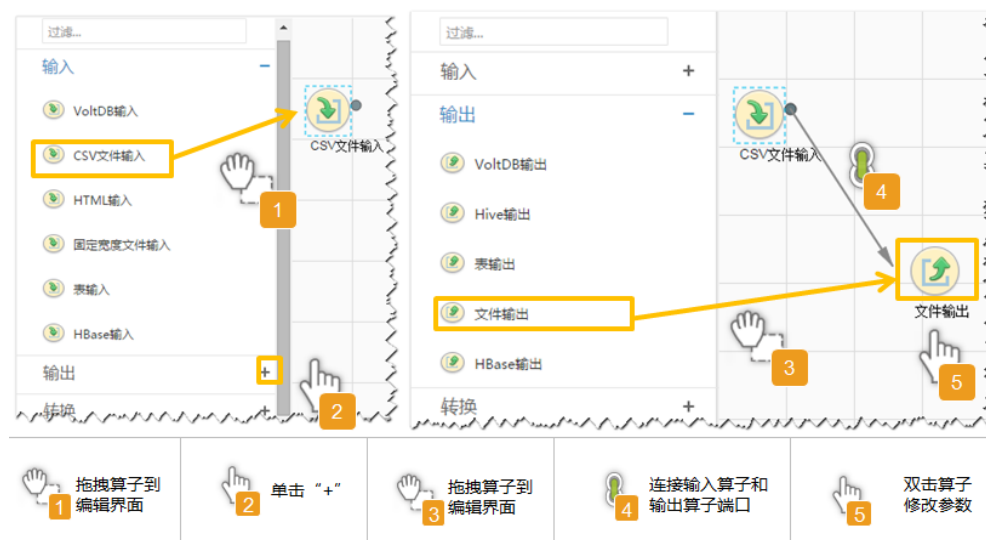 过滤...
输入 −
VoltDB输入
CSV文件输入
HTML输入
固定宽度文件输入
表输入
HBase输入
输出 +
转换 +
CSV文件输入
1
2
过滤...
输入 +
输出 −
VoltDB输出
Hive输出
表输出
文件输出
HBase输出
转换 +
CSV文件输入
4
文件输出
3
5
1 拖拽算子到
编辑界面
2 单击“+”
3 拖拽算子到
编辑界面
4 连接输入算子和
输出算子端口
5 双击算子
修改参数